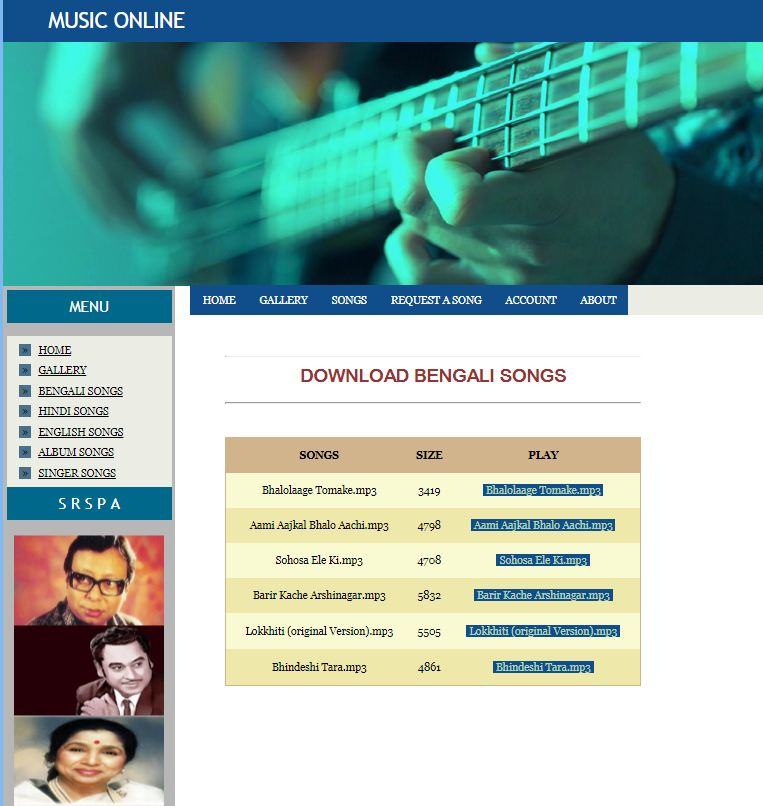 MUSIC ONLINE
MENU
» HOME
» GALLERY
» BENGALI SONGS
» HINDI SONGS
» ENGLISH SONGS
» ALBUM SONGS
» SINGER SONGS
S R S P A
HOME GALLERY SONGS REQUEST A SONG ACCOUNT ABOUT
DOWNLOAD BENGALI SONGS
SONGS SIZE PLAY
Bhalolaage Tomake.mp3 3419 Bhalolaage Tomake.mp3
Aami Aajkal Bhalo Aachi.mp3 4798 Aami Aajkal Bhalo Aachi.mp3
Sohosa Ele Ki.mp3 4708 Sohosa Ele Ki.mp3
Barir Kache Arshinagar.mp3 5832 Barir Kache Arshinagar.mp3
Lokkhiti (original Version).mp3 5505 Lokkhiti (original Version).mp3
Bhindeshi Tara.mp3 4861 Bhindeshi Tara.mp3